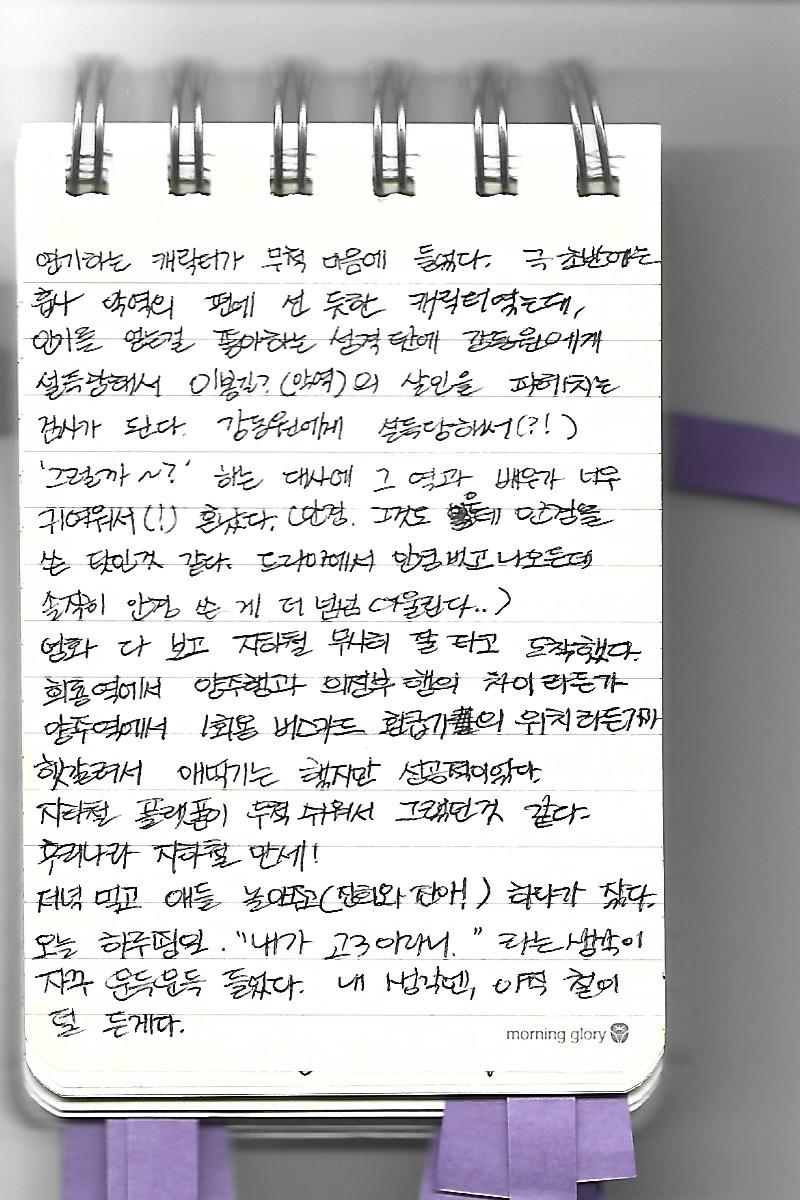 연기하는 캐릭터가 무척 마음에 들었다. 극 초반에는
흡사 악역의 편에 선 듯한 캐릭터였는데,
인기를 얻는걸 좋아하는 성격 탓에 강동원에게
설득당해서 이봉길?(악역)의 살인을 파헤치는
검사가 된다. 강동원에게 설득당해서(?!)
'그럴까~?' 하는 대사에 그 역과 배우가 너무
귀여워서(!) 혼났다. (안경. 그것도 안경을
쓴 탓인것 같다. 드라마에서 안경벗고 나오든데
솔직히 안경 쓴 게 더 넘넘 어울린다..)
영화 다 보고 지하철 무사히 잘 타고 도착했다.
회룡역에서 양주행과 의정부행의 차이라든가
양주역에서 1회용 버스카드 환급기의 위치라든가가
헷갈려서 애먹기는 했지만 성공적이었다.
지하철 플랫폼이 무척 쉬워서 그랬던것 같다.
우리나라 지하철 만세!
저녁 먹고 애들 놀아주고(진희와 진아!) 하다가 잤다.
오늘 하루종일. "내가 고3이라니." 라는 생각이
자꾸 문득문득 들었다. 내 생각엔, 아직 철이
덜 든게다.
morning glory